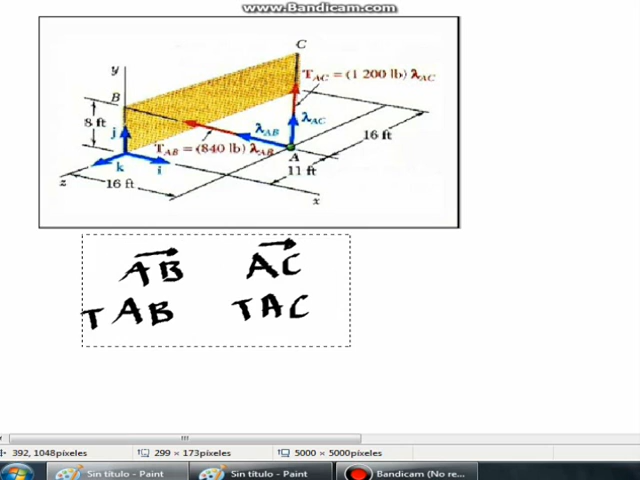 www.Bandicam.com
C
y
T_AC = (1 200 lb) λ_AC
B
8 ft
j
λ_AB
λ_AC
T_AB = (840 lb) λ_AB
A
16 ft
k
i
11 ft
z
16 ft
x
AB AC
TAB TAC
392, 1048píxeles 299 × 173píxeles 5000 × 5000píxeles
Sin título - Paint Sin título - Paint Bandicam (No re...